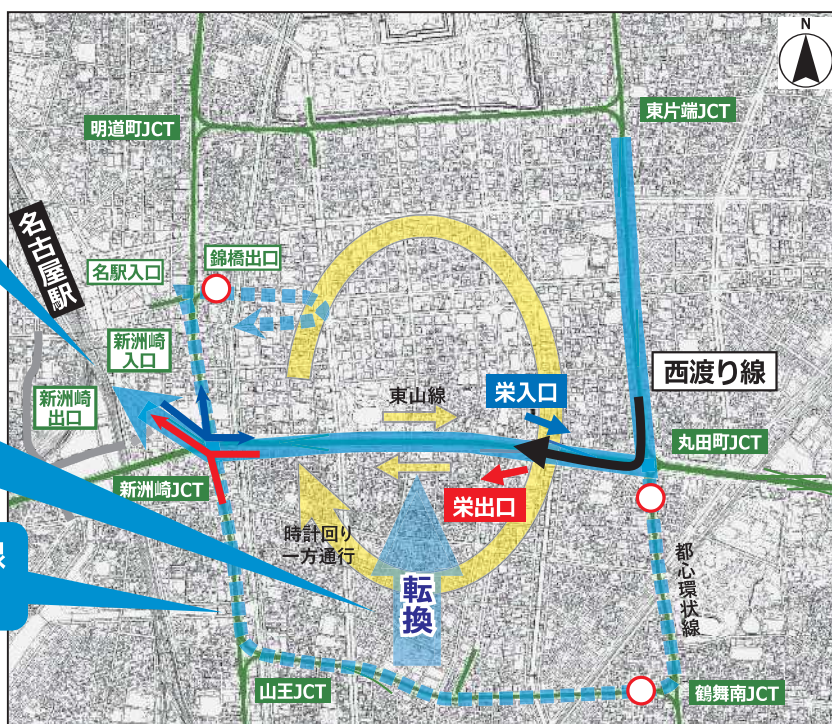 N
明道町JCT
東片端JCT
名古屋駅
名駅入口
錦橋出口
新洲崎
入口
新洲崎
出口
東山線
栄入口
西渡り線
丸田町JCT
新洲崎JCT
栄出口
時計回り
一方通行
都心環状線
線
転換
山王JCT
鶴舞南JCT